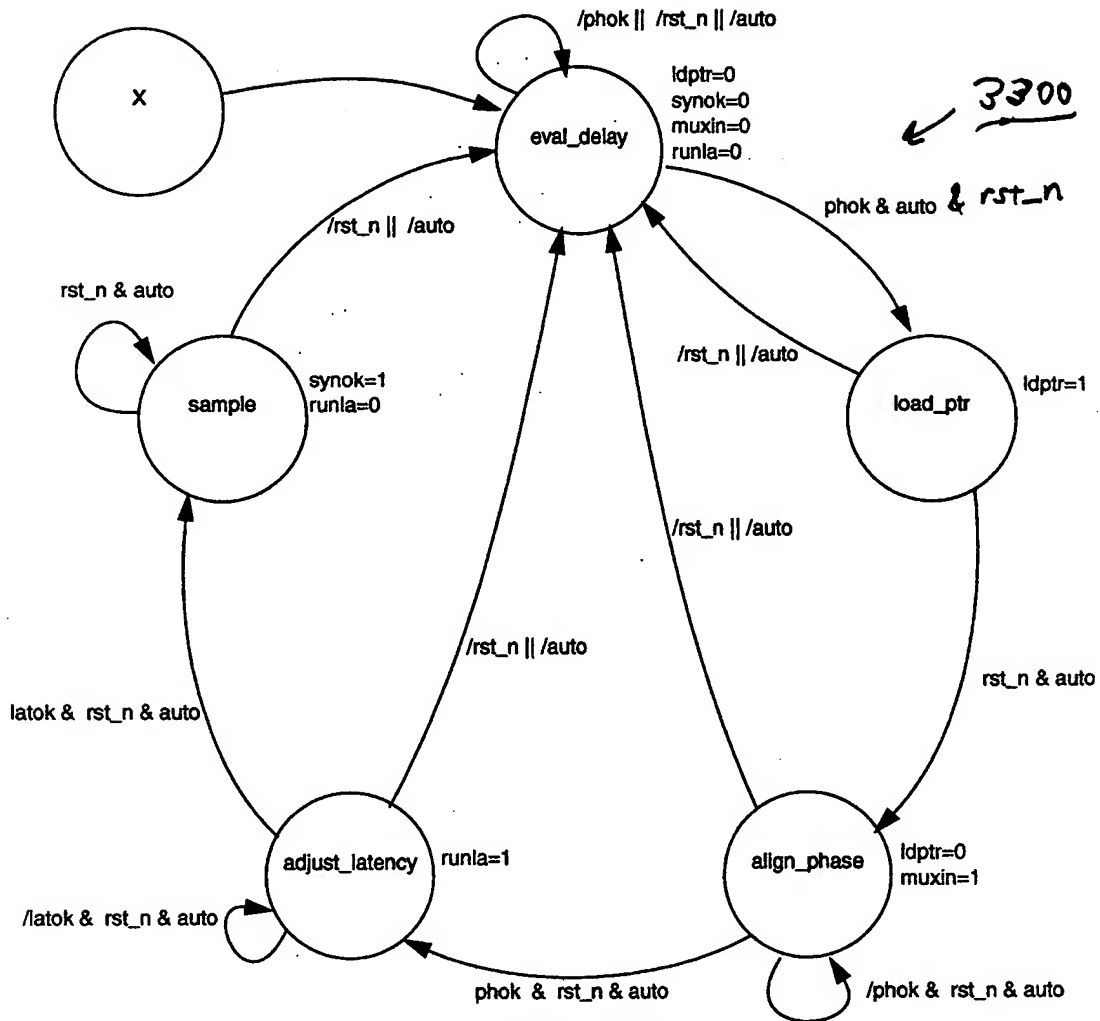 /phok || /rst_n || /auto
X
eval_delay
ldptr=0
synok=0
muxin=0
runla=0
3300
phok & auto & rst_n
/rst_n || /auto
rst_n & auto
/rst_n || /auto
sample
synok=1
runla=0
load_ptr
ldptr=1
/rst_n || /auto
/rst_n || /auto
rst_n & auto
latok & rst_n & auto
adjust_latency
runla=1
align_phase
ldptr=0
muxin=1
/latok & rst_n & auto
phok & rst_n & auto
/phok & rst_n & auto